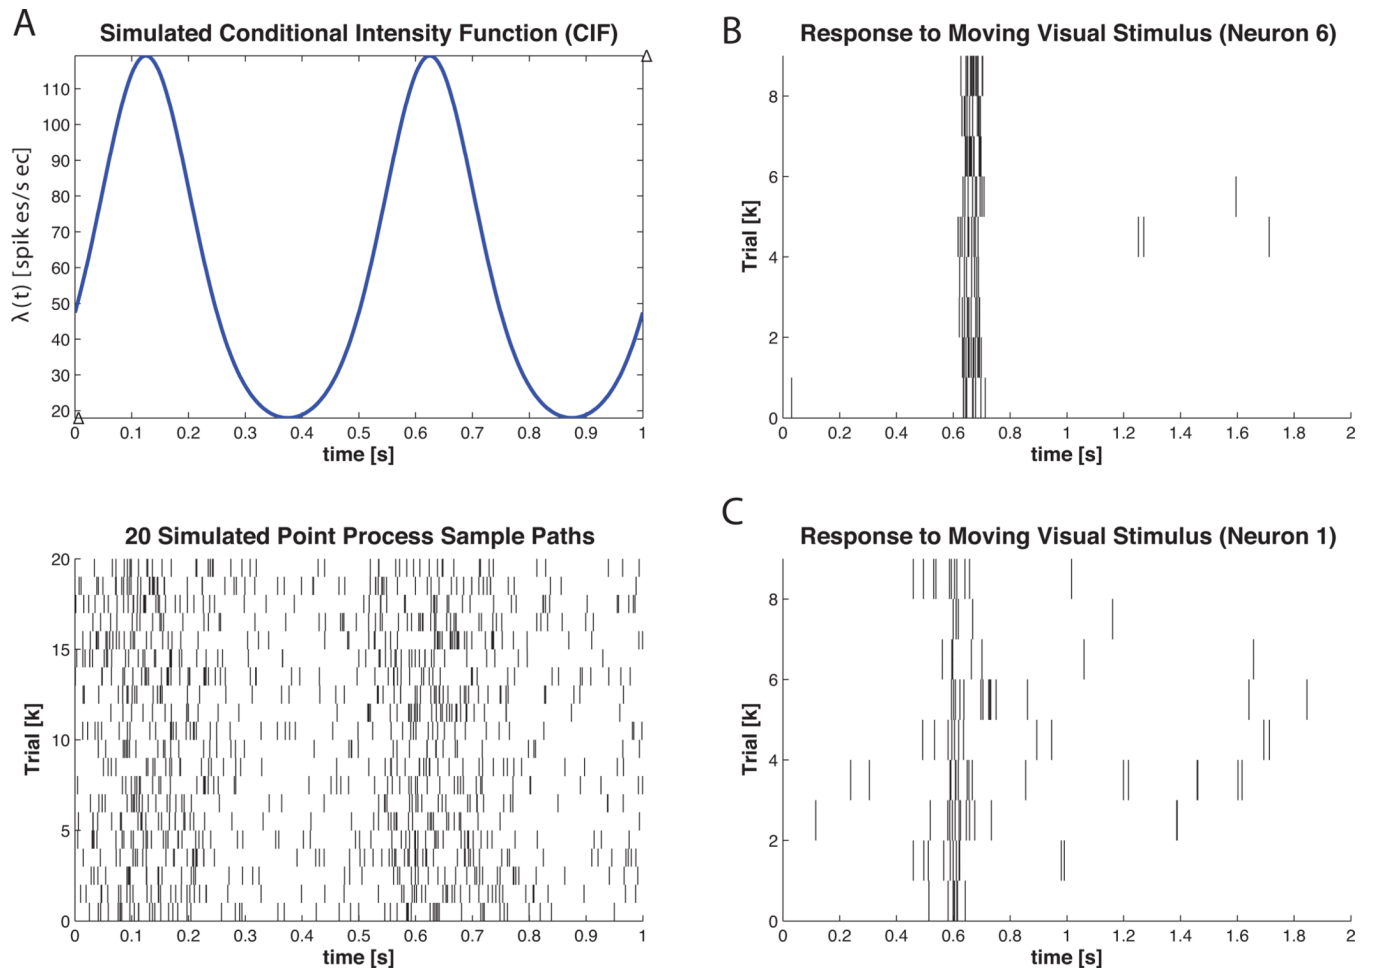 A
Simulated Conditional Intensity Function (CIF)
110
100
90
80
70
60
50
40
30
20
λ(t) [spik es/s ec]
0 0.1 0.2 0.3 0.4 0.5 0.6 0.7 0.8 0.9 1
time [s]
20 Simulated Point Process Sample Paths
20
15
10
5
0
Trial [k]
0 0.1 0.2 0.3 0.4 0.5 0.6 0.7 0.8 0.9 1
time [s]
B
Response to Moving Visual Stimulus (Neuron 6)
8
6
4
2
0
Trial [k]
0 0.2 0.4 0.6 0.8 1 1.2 1.4 1.6 1.8 2
time [s]
C
Response to Moving Visual Stimulus (Neuron 1)
8
6
4
2
0
Trial [k]
0 0.2 0.4 0.6 0.8 1 1.2 1.4 1.6 1.8 2
time [s]